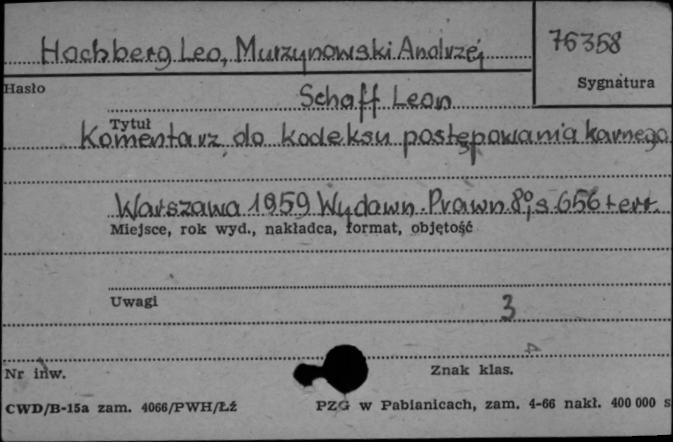 Hochberg Leo, Murzynowski Andrzej
76358
Hasło
Sygnatura
Schaff Leon
Tytuł
Komentarz do kodeksu postępowania karnego
Warszawa 1959 Wydawn. Prawn. 8°, s. 656 + err.
Miejsce, rok wyd., nakładca, format, objętość
Uwagi
3
Nr inw.
Znak klas.
CWD/B-15a zam. 4066/PWH/Łź
PZG w Pabianicach, zam. 4-66 nakł. 400 000 s